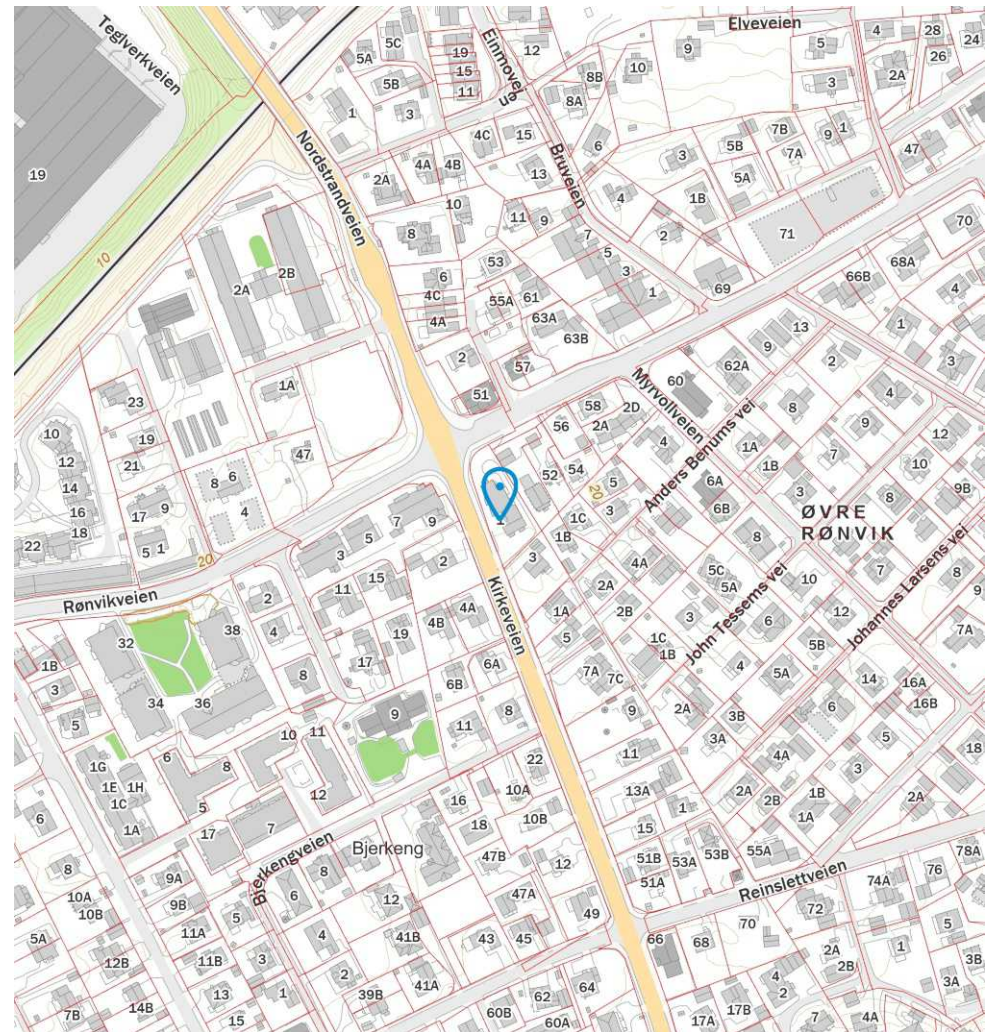 Teglverkveien
Elveveien
Einmovei
en
5C
12
9
5
4
28
24
5A
19
26
15
8B
10
2A
5B
11
8A
3
1
3
19
Nordstrandveien
4C
15
6
7B
9
1
5B
7A
47
Bruveien
3
2A
4A
4B
13
5A
10
4
1B
11
9
8
7
2
71
70
10
2B
5
68A
2A
53
3
66B
6
69
4
4C
55A
61
1
63A
4A
63B
13
1
9
2
57
62A
2
3
60
1A
51
Myrvollveien
4
23
58
2D
8
56
2A
9
12
Anders Benums vei
19
4
1A
10
47
7
21
52
54
1B
8
6
5
6A
3
9B
10
12
20
8
14
17
9
4
1
1C
3
6B
ØVRE
16
7
9
RØNVIK
18
5
1B
8
22
5
1
3
2
3
4A
5C
10
7
8
20
5A
Johannes Larsens vei
9
Rønvikveien
11
15
2A
2
Kirkeveien
2B
3
6
12
38
4A
1A
John Tessems vei
7A
32
4
4B
19
5
1C
5B
1B
1B
17
6A
7A
4
5A
14
16A
3
8
6B
7C
2A
16B
34
36
9
8
9
3B
6
5
5
11
3A
11
10
11
18
6
4A
3
1G
8
22
13A
2A
1E
1H
12
10A
1
2B
1B
2A
1C
5
16
1A
1A
17
7
18
10B
15
6
Bjerkengveien
Bjerkeng
47B
51B
53A
53B
55A
78A
8
12
51A
Reinslettveien
76
9A
8
74A
10A
6
47A
10B
9B
12
49
72
5
70
5A
11A
4
41B
43
45
66
68
1
12B
11B
3
2A
2B
3B
2
41A
64
4
3A
13
1
39B
62
2
7B
14B
15
60B
60A
17A
17B
7
4A